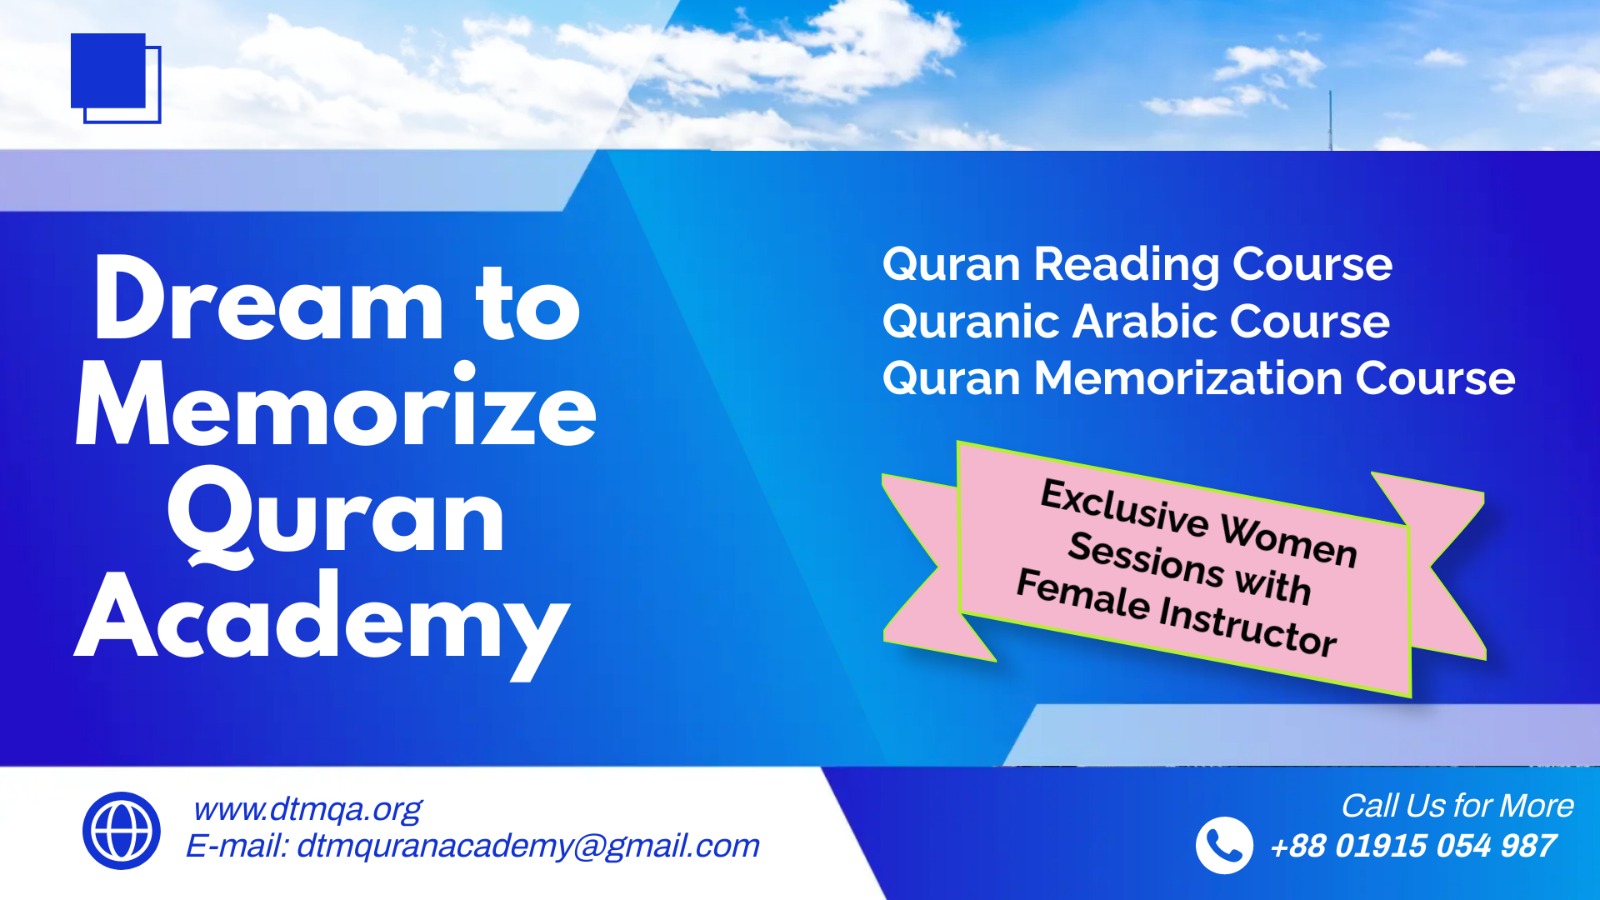 Dream to
Memorize
Quran
Academy
Quran Reading Course
Quranic Arabic Course
Quran Memorization Course
Exclusive Women
Sessions with
Female Instructor
www.dtmqa.org
E-mail: dtmquranacademy@gmail.com
Call Us for More
+88 01915 054 987